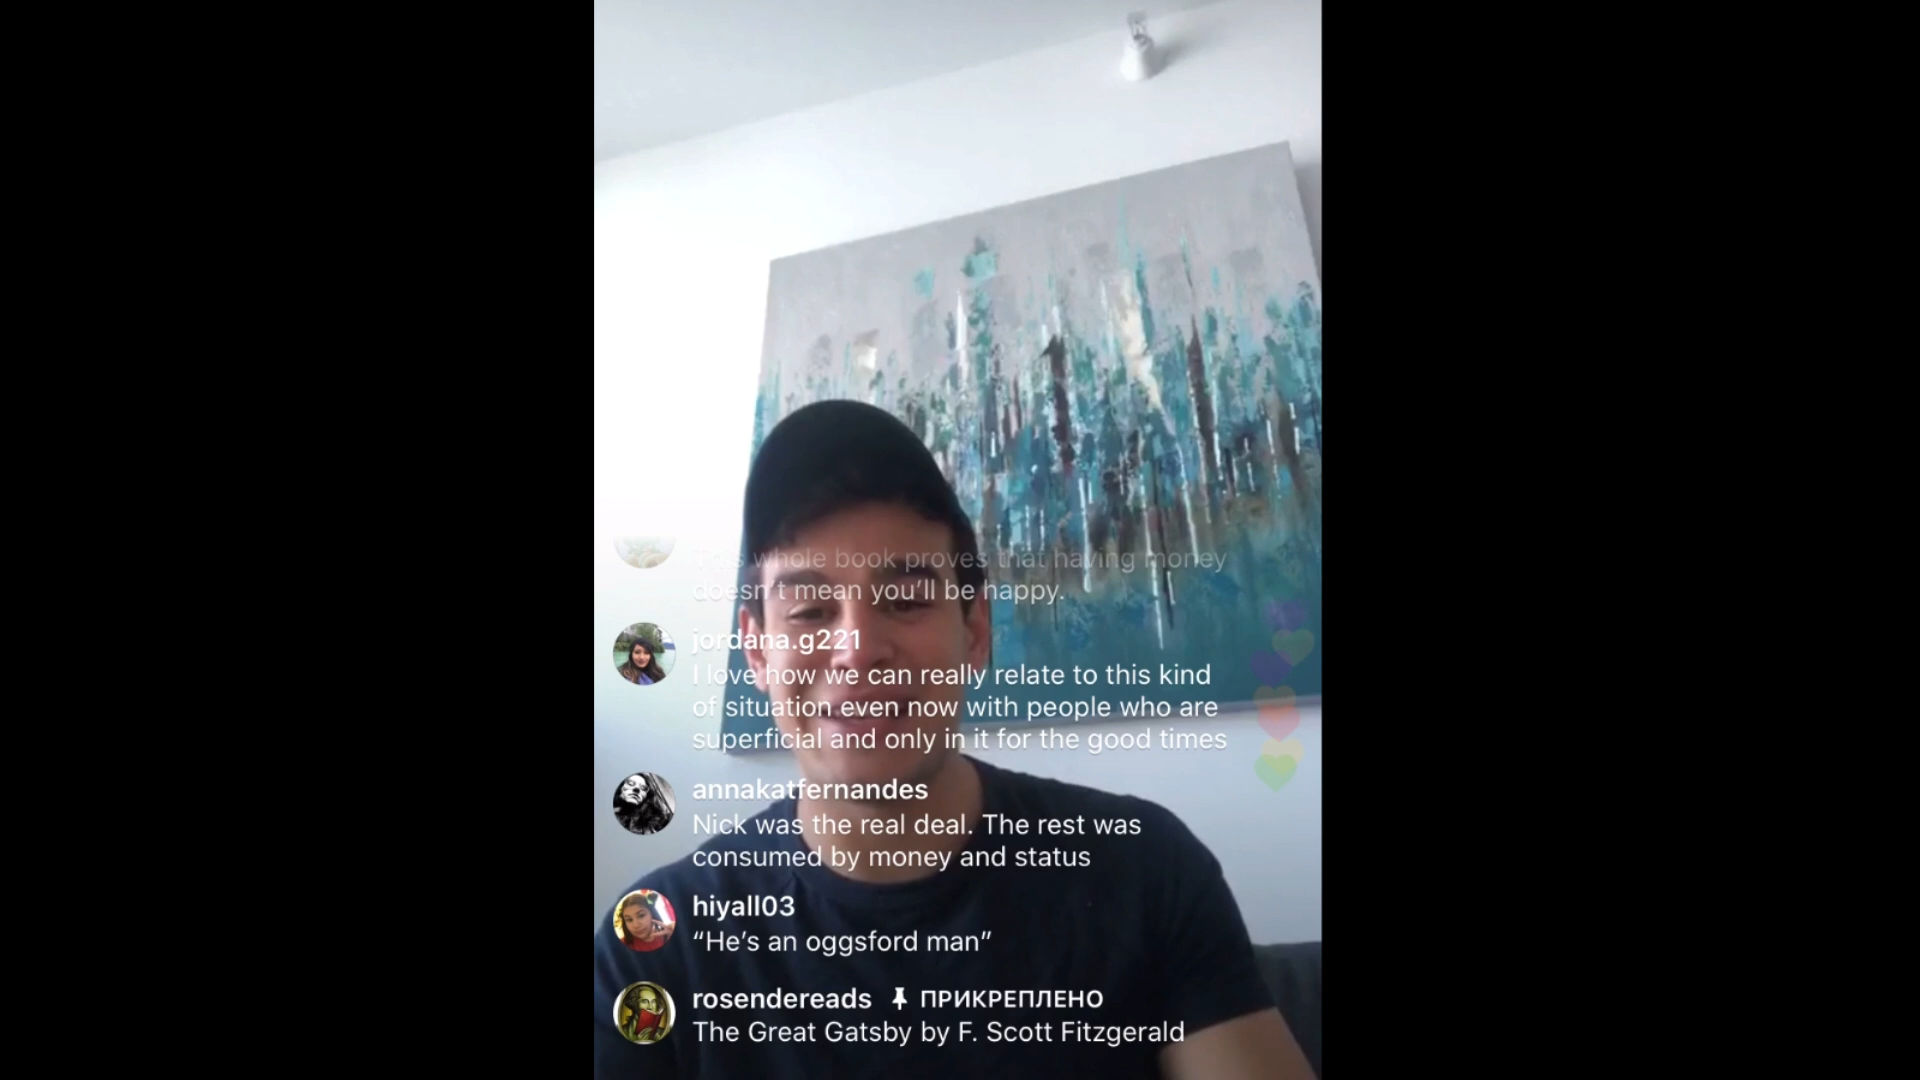 This whole book proves that having money
doesn't mean you'll be happy.
jordana.g221
I love how we can really relate to this kind
of situation even now with people who are
superficial and only in it for the good times
annakatfernandes
Nick was the real deal. The rest was
consumed by money and status
hiyall03
“He's an oggsford man”
rosendereads ПРИКРЕПЛЕНО
The Great Gatsby by F. Scott Fitzgerald